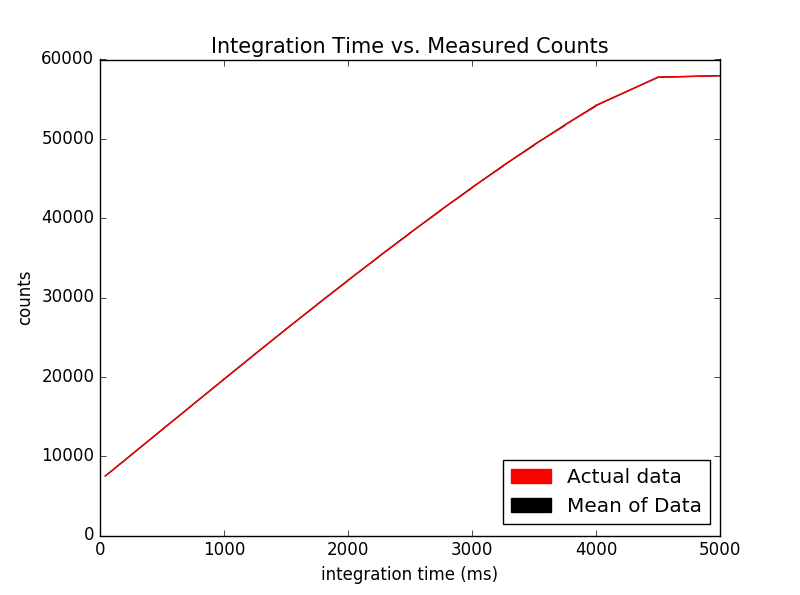 Integration Time vs. Measured Counts
60000
50000
40000
30000
20000
10000
0
counts
0 1000 2000 3000 4000 5000
integration time (ms)
Actual data
Mean of Data